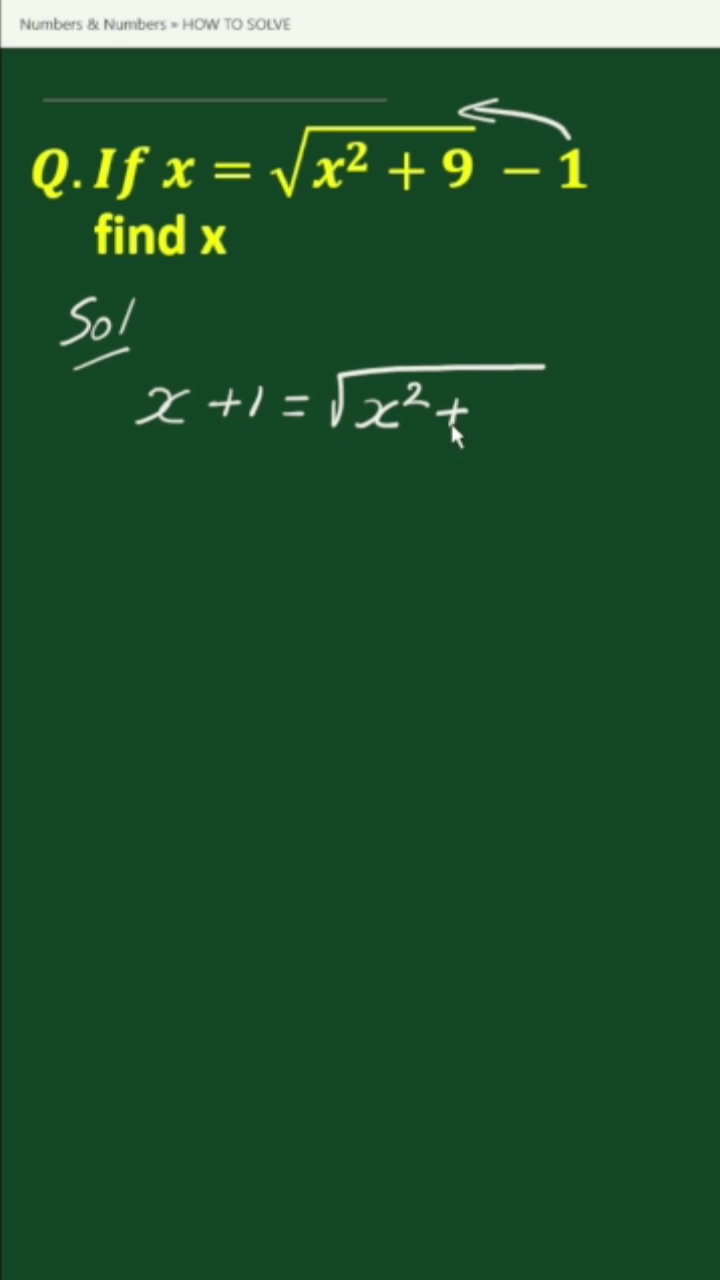 Numbers & Numbers » HOW TO SOLVE
Q. If x = √x² + 9 − 1
find x
Sol
x + 1 = √x² +